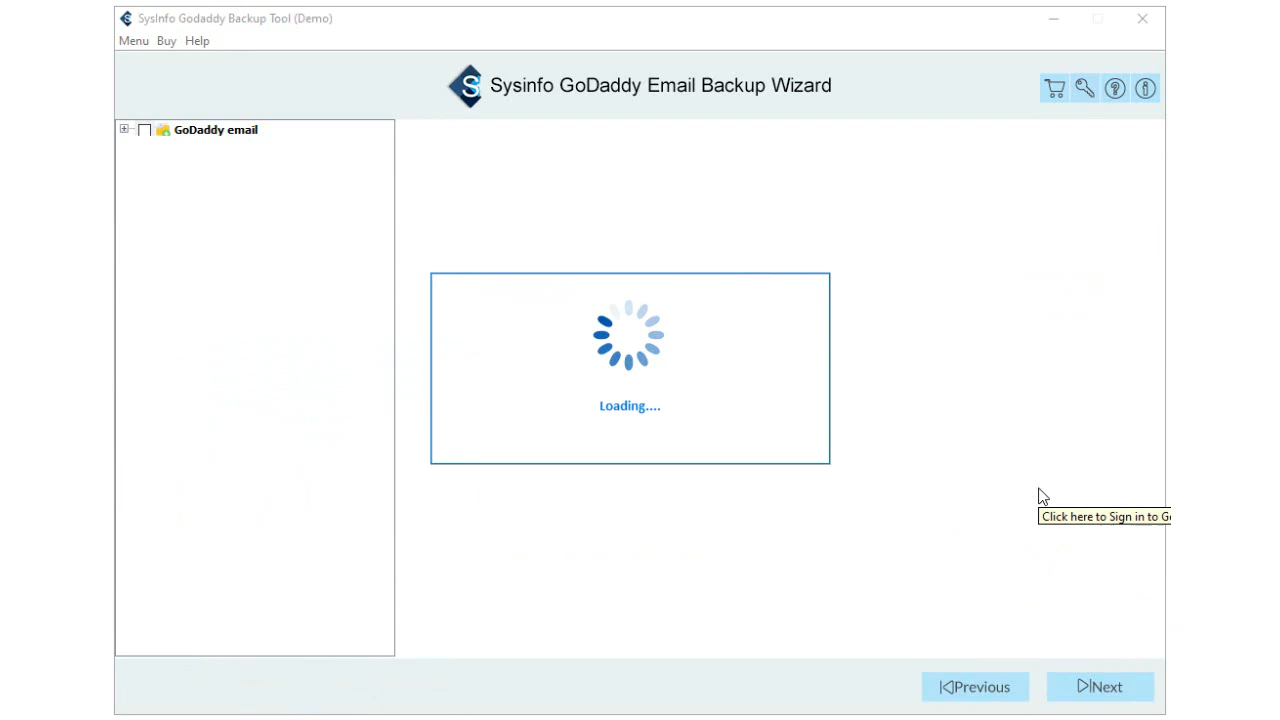 SysInfo Godaddy Backup Tool (Demo)
Menu Buy Help
Sysinfo GoDaddy Email Backup Wizard
GoDaddy email
Loading....
Click here to Sign in to
Previous
Next